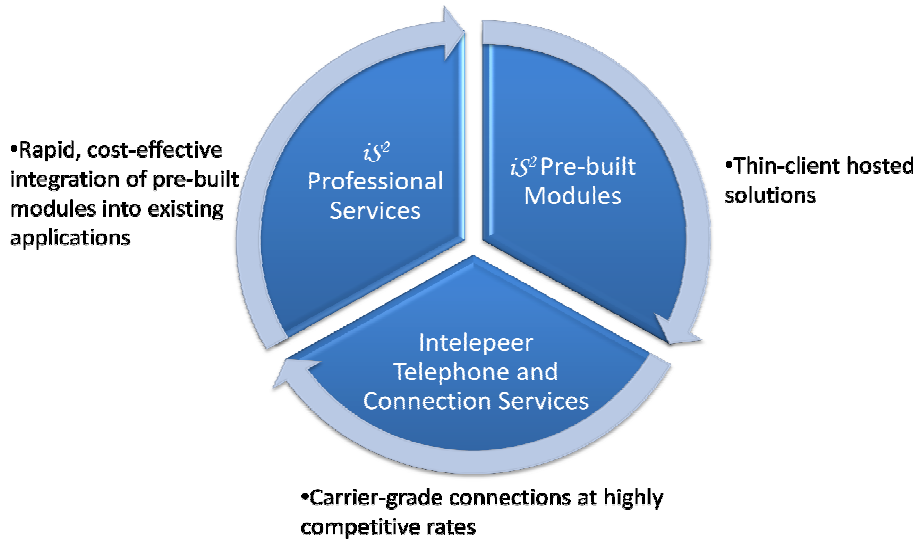 •Rapid, cost-effective
integration of pre-built
modules into existing
applications
iS²
Professional
Services
iS² Pre-built
Modules
•Thin-client hosted
solutions
Intelepeer
Telephone and
Connection Services
•Carrier-grade connections at highly
competitive rates